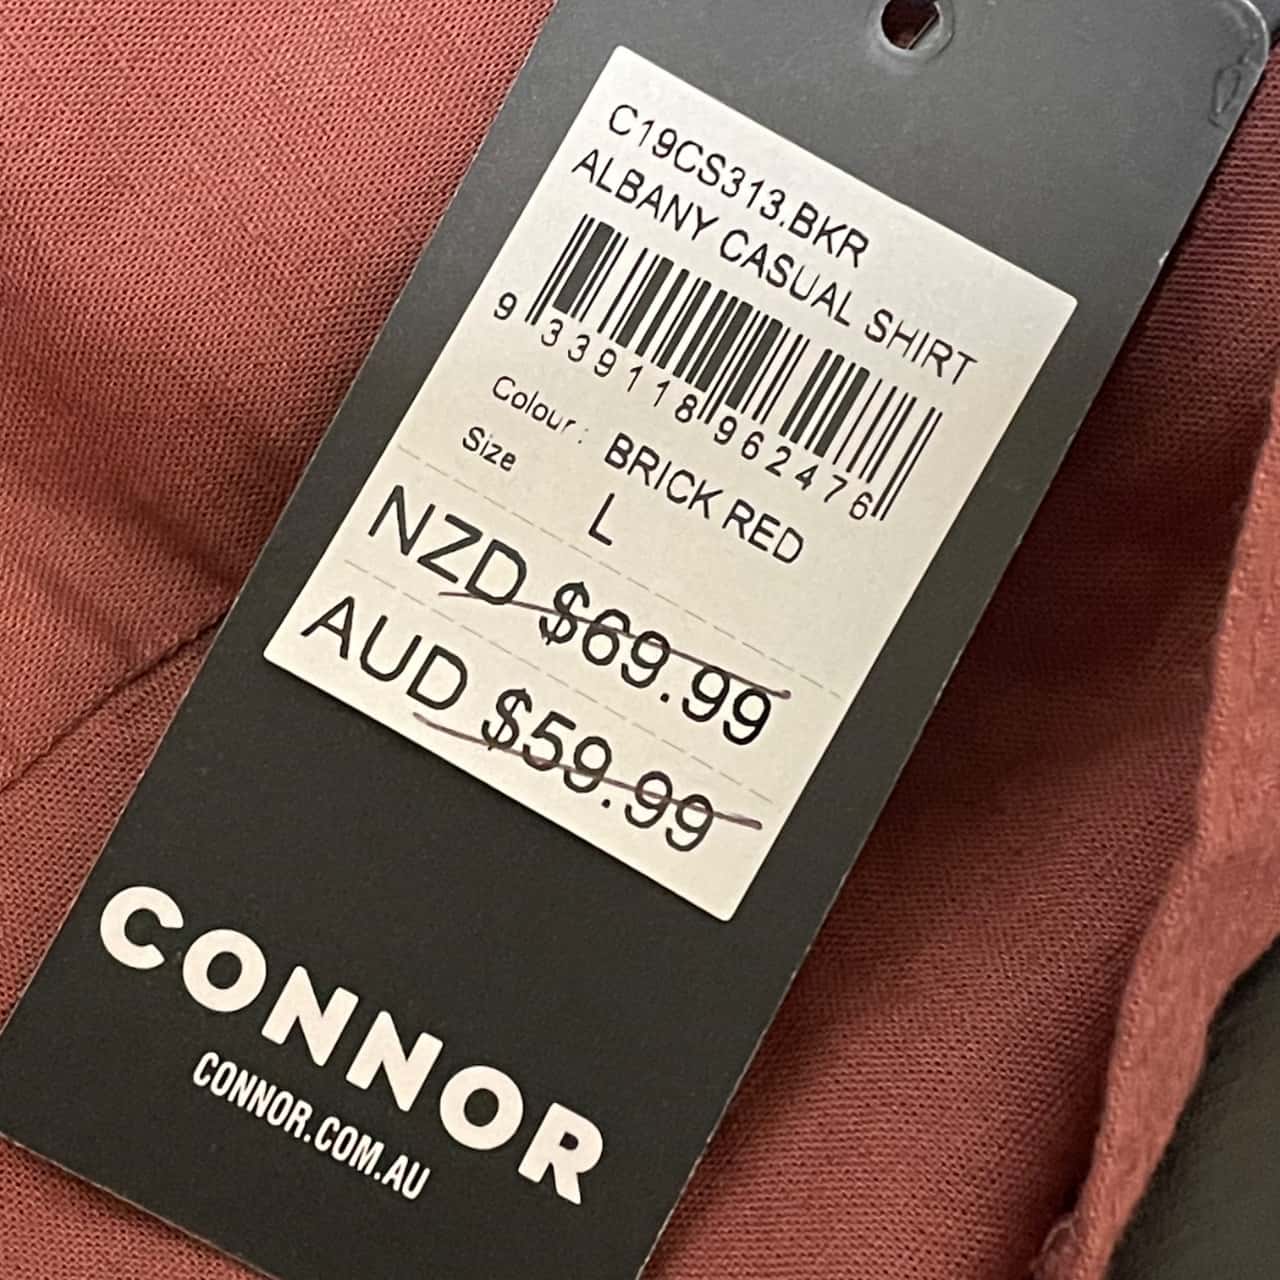 C19CS313.BKR
ALBANY CASUAL SHIRT
9 339118 962476
Colour: BRICK RED
Size L
NZD $69.99
AUD $59.99
CONNOR
CONNOR.COM.AU